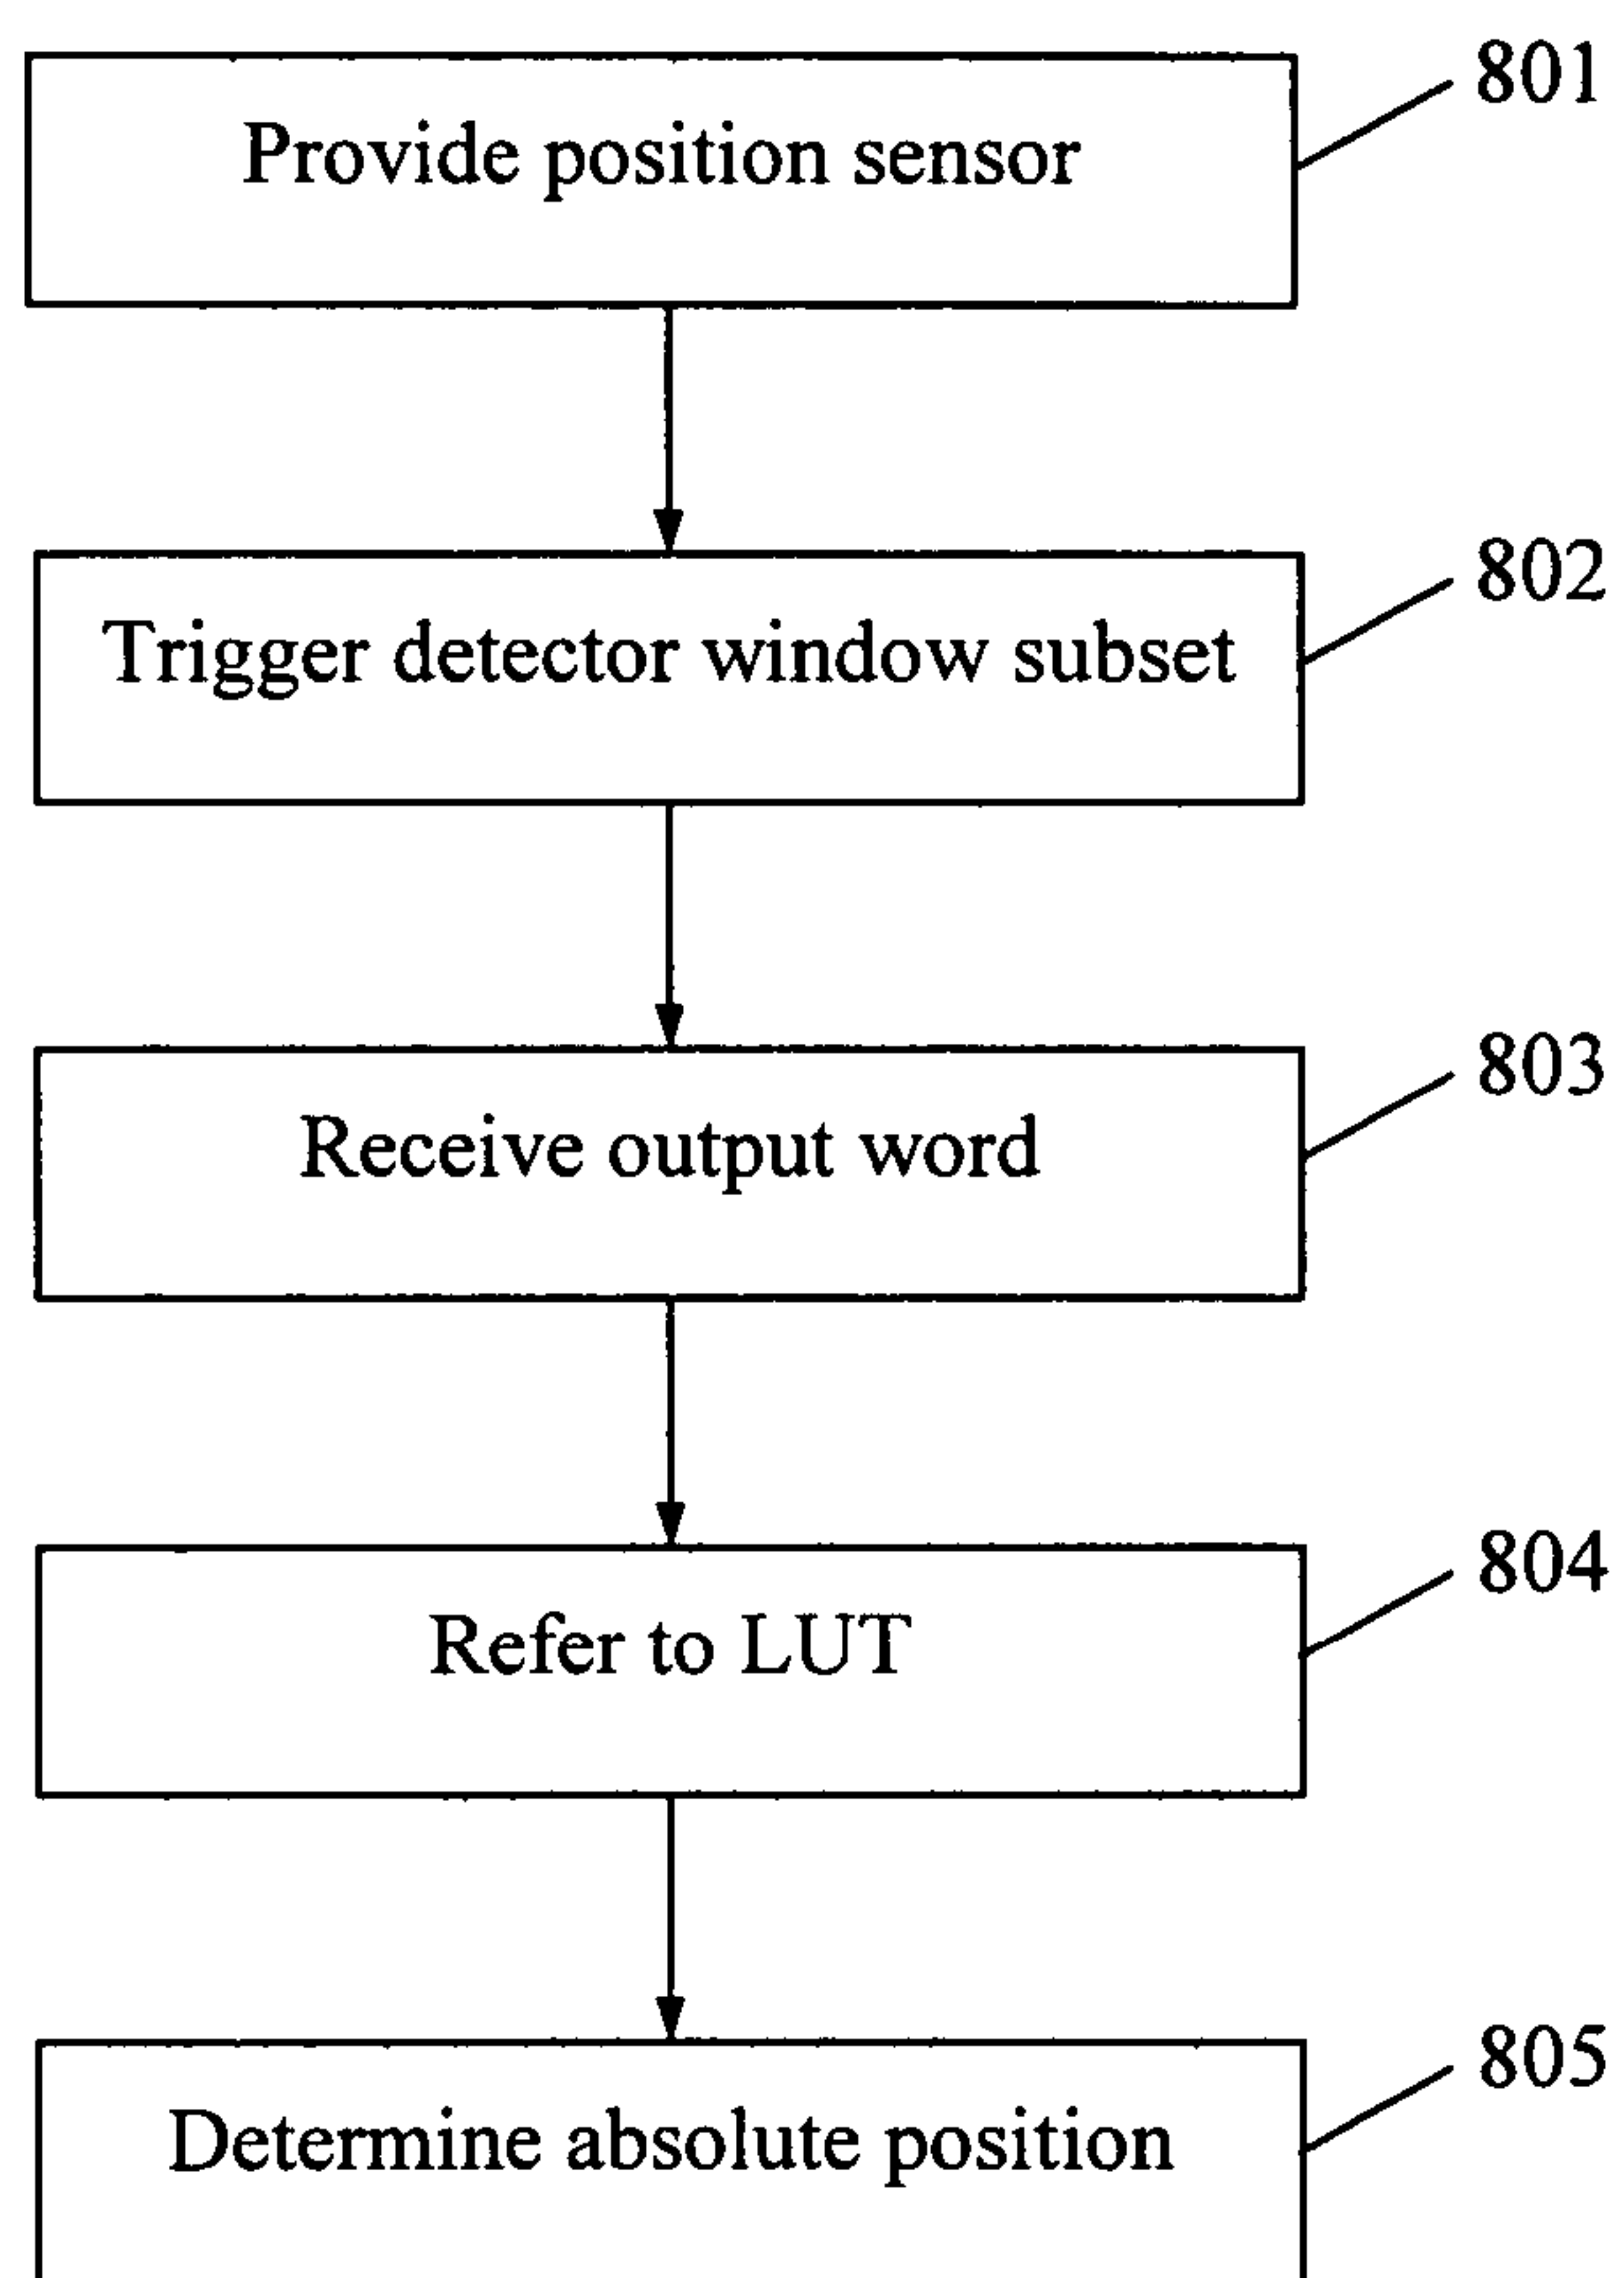 Provide position sensor
801
Trigger detector window subset
802
Receive output word
803
Refer to LUT
804
Determine absolute position
805